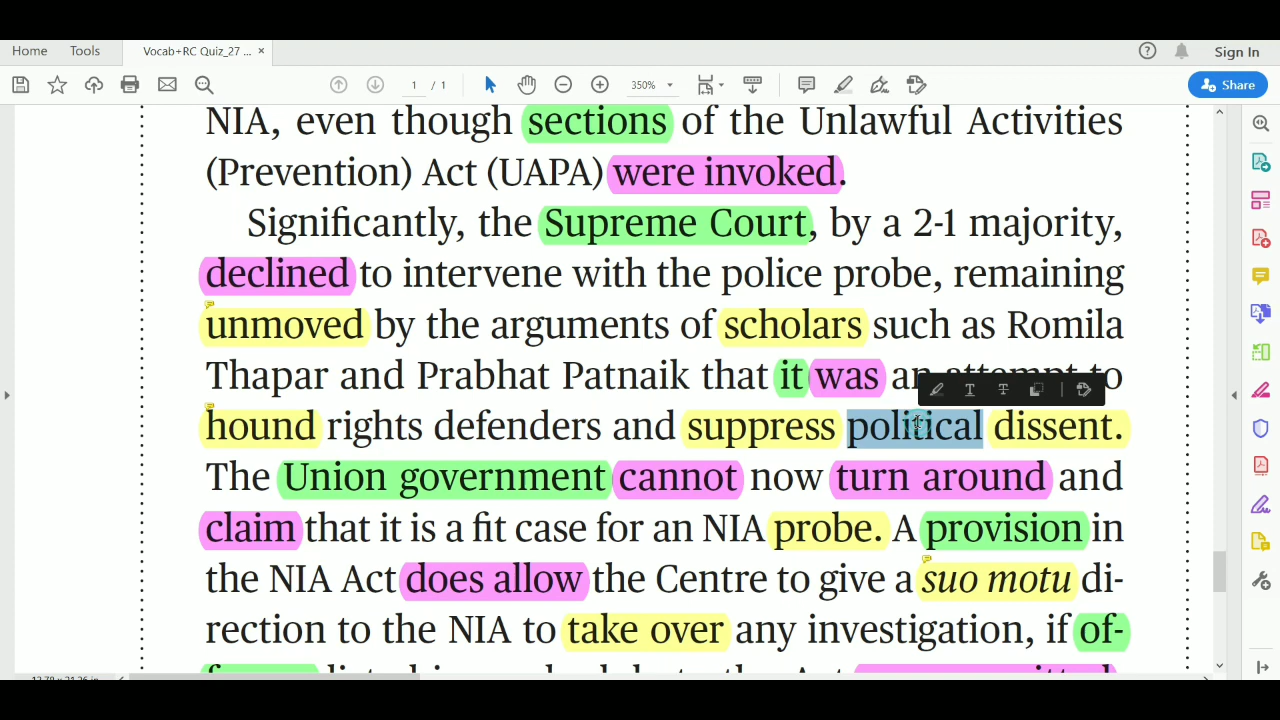 Home Tools Vocab+RC Quiz_27 ... × Sign In
1 / 1 350% Share
NIA, even though sections of the Unlawful Activities
(Prevention) Act (UAPA) were invoked.
Significantly, the Supreme Court, by a 2-1 majority,
declined to intervene with the police probe, remaining
unmoved by the arguments of scholars such as Romila
Thapar and Prabhat Patnaik that it was an attempt to
hound rights defenders and suppress political dissent.
The Union government cannot now turn around and
claim that it is a fit case for an NIA probe. A provision in
the NIA Act does allow the Centre to give a suo motu di-
rection to the NIA to take over any investigation, if of-